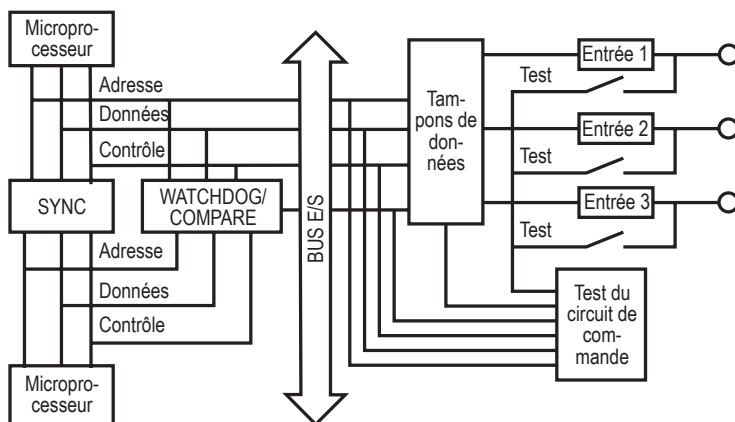 Micropro-
cesseur
Adresse
Données
Contrôle
SYNC
WATCHDOG/
COMPARE
Adresse
Données
Contrôle
Micropro-
cesseur
BUS E/S
Tam-
pons de
don-
nées
Entrée 1
Test
Entrée 2
Test
Entrée 3
Test
Test du
circuit de
com-
mande